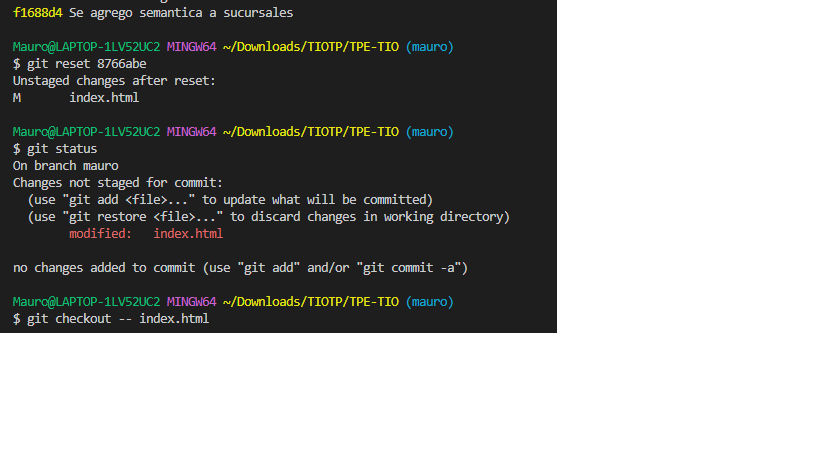 f1688d4 Se agrego semantica a sucursales
Mauro@LAPTOP-1LV52UC2 MINGW64 ~/Downloads/TIOTP/TPE-TIO (mauro)
$ git reset 8766abe
Unstaged changes after reset:
M       index.html
Mauro@LAPTOP-1LV52UC2 MINGW64 ~/Downloads/TIOTP/TPE-TIO (mauro)
$ git status
On branch mauro
Changes not staged for commit:
  (use "git add <file>..." to update what will be committed)
  (use "git restore <file>..." to discard changes in working directory)
        modified:   index.html
no changes added to commit (use "git add" and/or "git commit -a")
Mauro@LAPTOP-1LV52UC2 MINGW64 ~/Downloads/TIOTP/TPE-TIO (mauro)
$ git checkout -- index.html